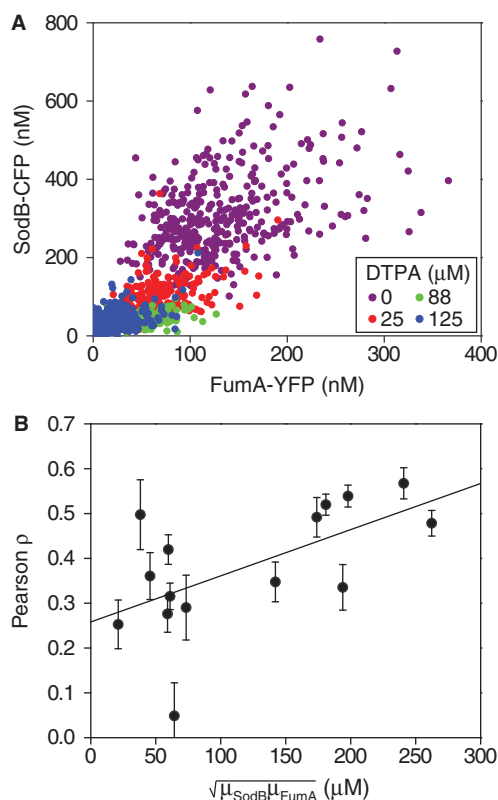 A
800
600
400
200
0
SodB-CFP (nM)
DTPA (μM)
0 88
25 125
0 100 200 300 400
FumA-YFP (nM)
B
0.7
0.6
0.5
0.4
0.3
0.2
0.1
0.0
Pearson ρ
0 50 100 150 200 250 300
√μSodBμFumA (μM)